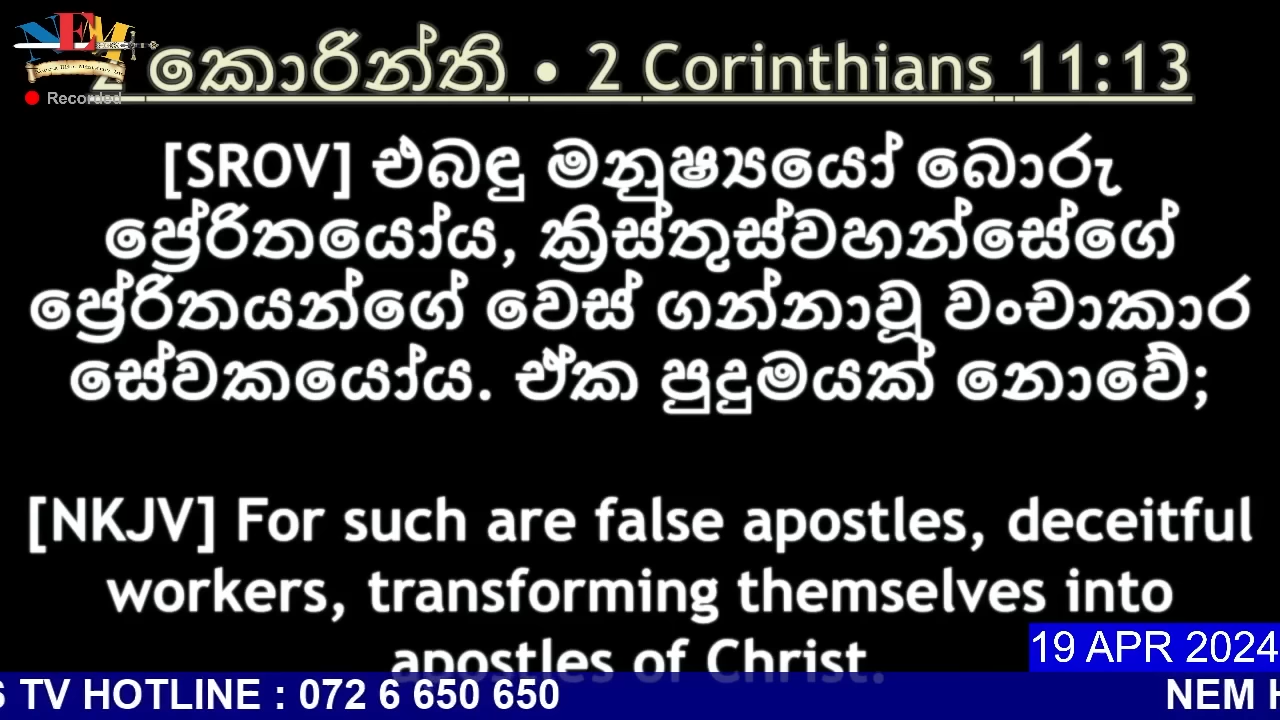 2 කොරින්ති • 2 Corinthians 11:13
Recorded
[SROV] එබඳු මනුෂ්‍යයෝ බොරු
ප්‍රේරිතයෝය, ක්‍රිස්තුස්වහන්සේගේ
ප්‍රේරිතයන්ගේ වෙස් ගන්නාවූ වංචාකාර
සේවකයෝය. ඒක පුදුමයක් නොවේ;
[NKJV] For such are false apostles, deceitful
workers, transforming themselves into
apostles of Christ.
19 APR 2024
S TV HOTLINE : 072 6 650 650 NEM H